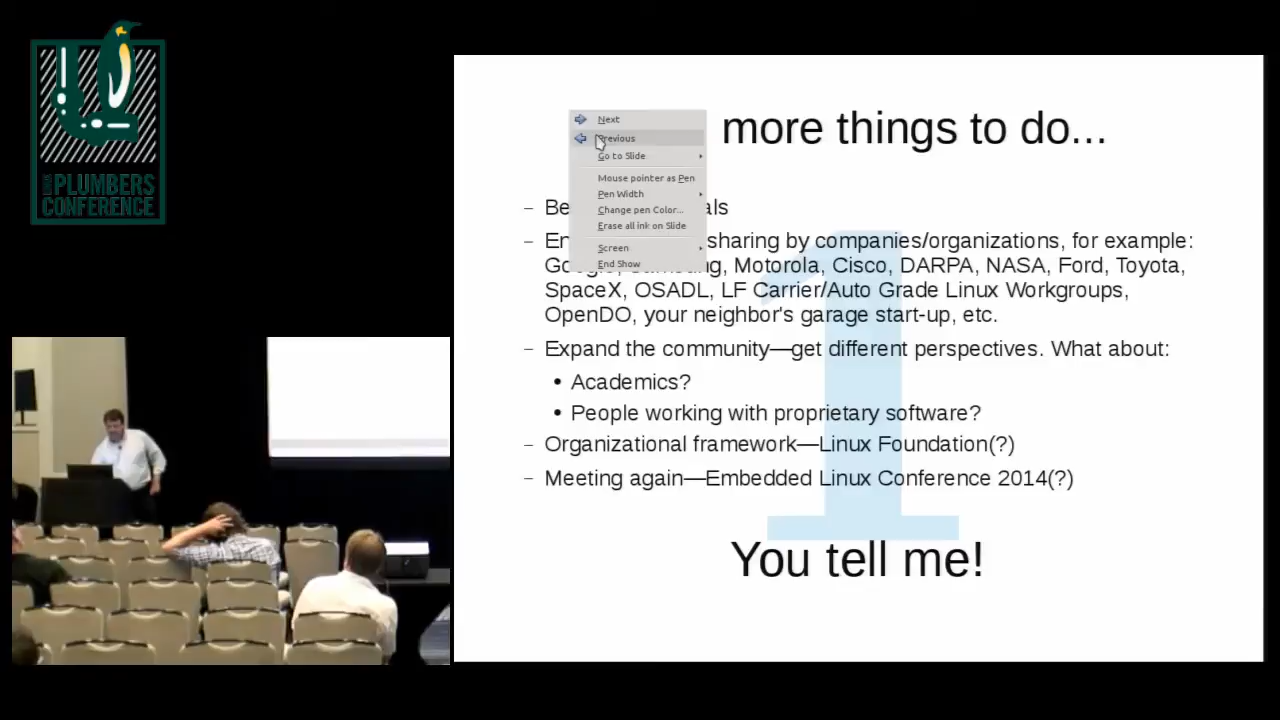 PLUMBERS
CONFERENCE
more things to do...
Next
Previous
Go to Slide
Mouse pointer as Pen
Pen Width
Change pen Color...
Erase all ink on Slide
Screen
End Show
– Be als
– En sharing by companies/organizations, for example:
Google, Samsung, Motorola, Cisco, DARPA, NASA, Ford, Toyota,
SpaceX, OSADL, LF Carrier/Auto Grade Linux Workgroups,
OpenDO, your neighbor's garage start-up, etc.
– Expand the community—get different perspectives. What about:
• Academics?
• People working with proprietary software?
– Organizational framework—Linux Foundation(?)
– Meeting again—Embedded Linux Conference 2014(?)
You tell me!
1